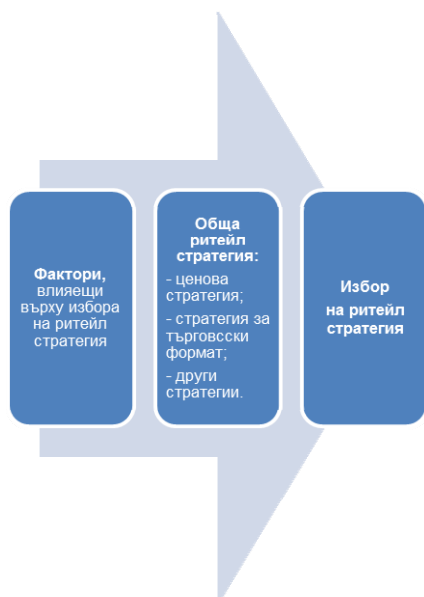 Фактори,
влияещи
върху избора
на ритейл
стратегия
Обща
ритейл
стратегия:
- ценова
стратегия;
- стратегия за
търговсски
формат;
- други
стратегии.
Избор
на ритейл
стратегия